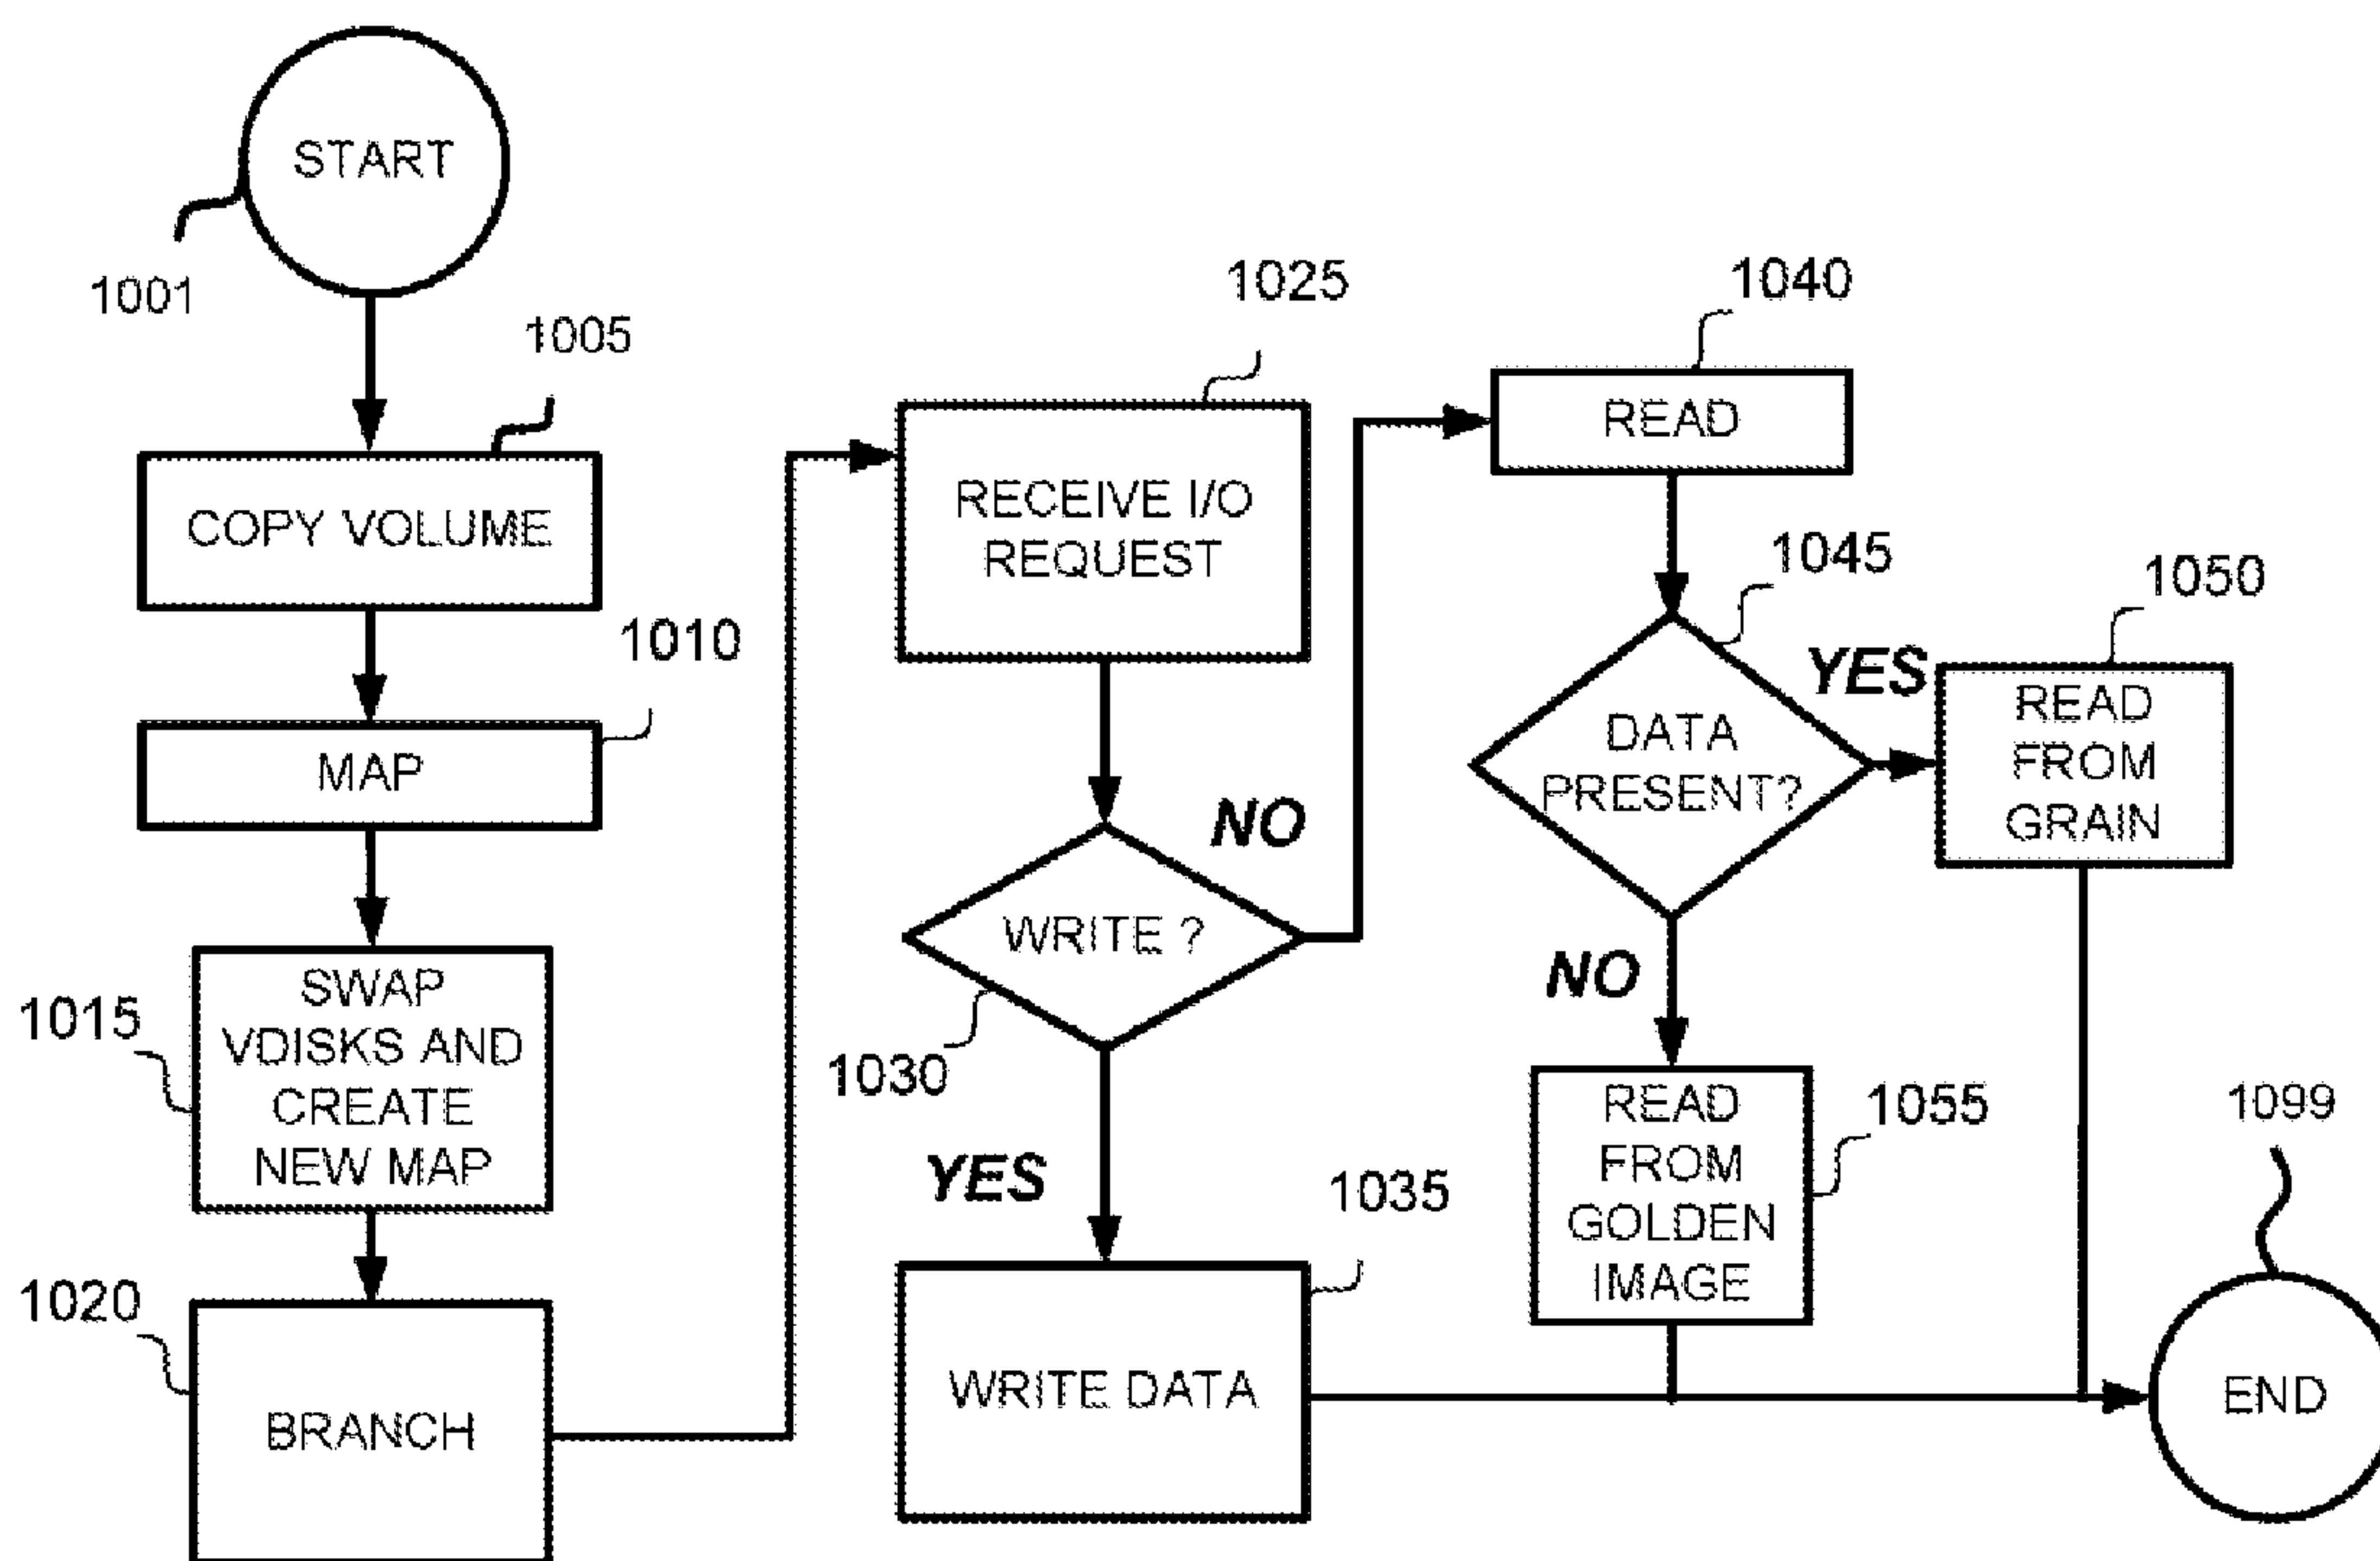 START
1001
1005
COPY VOLUME
1010
MAP
1015
SWAP
VDISKS AND
CREATE
NEW MAP
1020
BRANCH
1025
RECEIVE I/O
REQUEST
NO
WRITE ?
1030
YES
1035
WRITE DATA
1040
READ
1045
DATA
PRESENT?
YES
1050
READ
FROM
GRAIN
NO
1055
READ
FROM
GOLDEN
IMAGE
1099
END